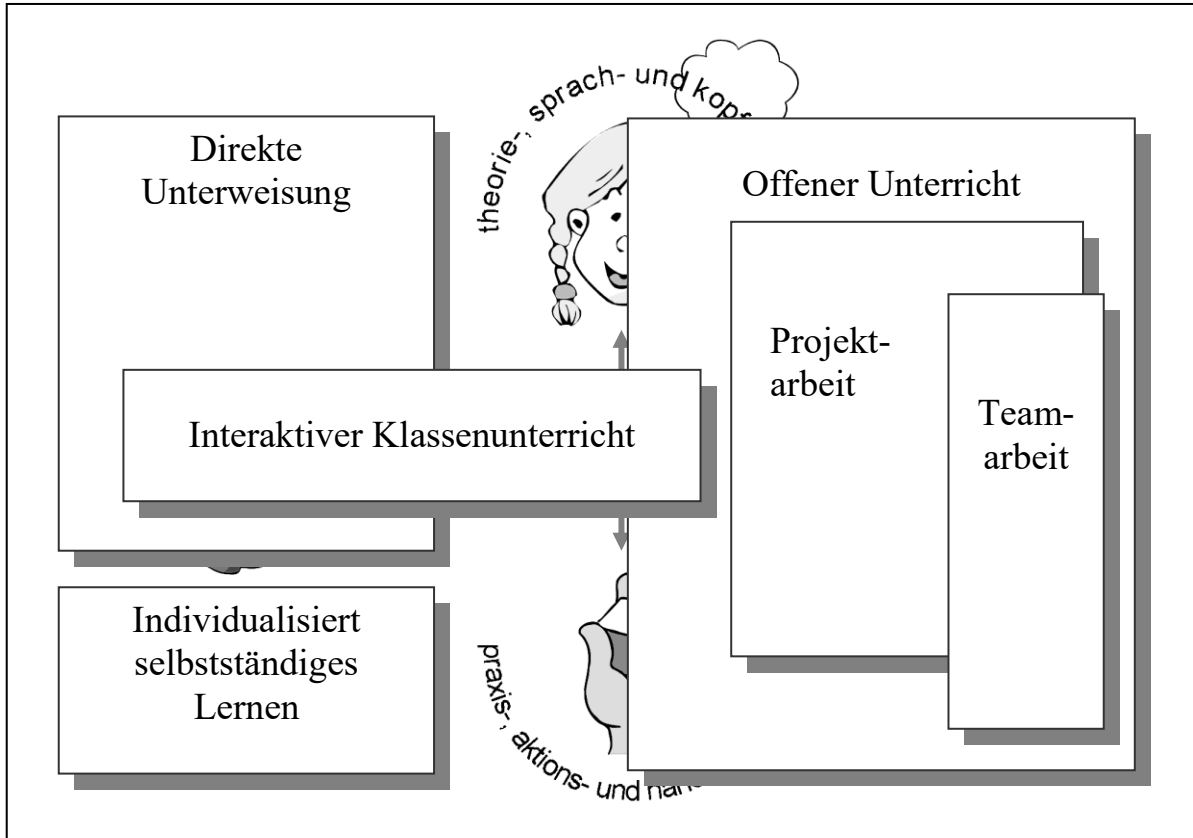 theorie-, sprach- und kopf
Direkte
Unterweisung
Offener Unterricht
Projekt-
arbeit
Team-
arbeit
Interaktiver Klassenunterricht
Individualisiert
selbstständiges
Lernen
praxis-, aktions- und